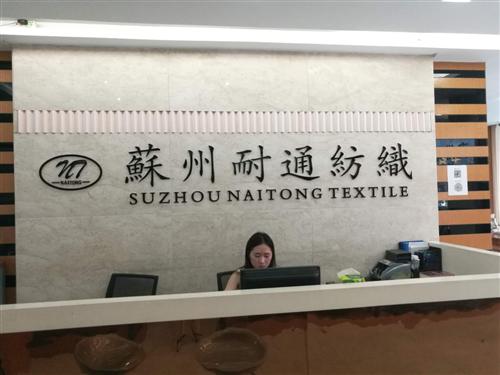 蘇州耐通紡織
NT
NAITONG
SUZHOU NAITONG TEXTILE